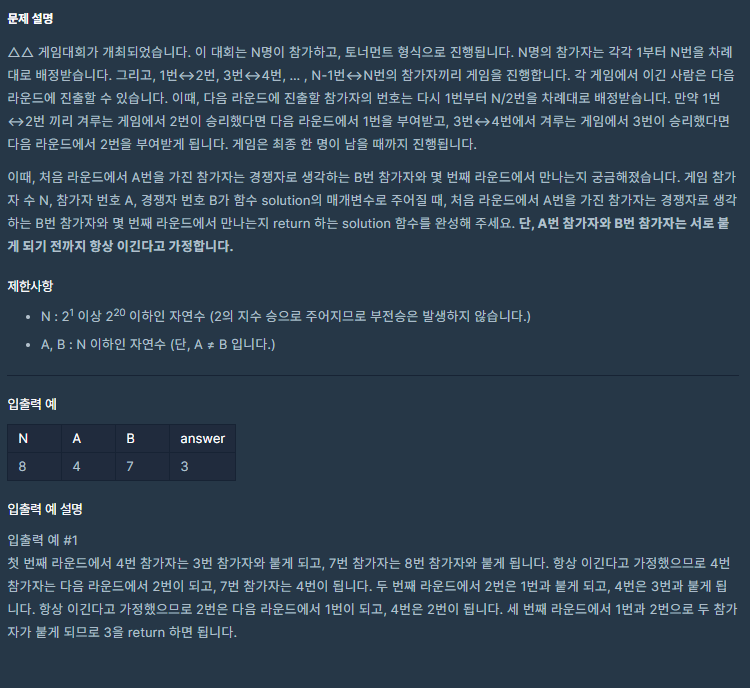 문제 설명
△△ 게임대회가 개최되었습니다. 이 대회는 N명이 참가하고, 토너먼트 형식으로 진행됩니다. N명의 참가자는 각각 1부터 N번을 차례
대로 배정받습니다. 그리고, 1번↔2번, 3번↔4번, ... , N-1번↔N번의 참가자끼리 게임을 진행합니다. 각 게임에서 이긴 사람은 다음
라운드에 진출할 수 있습니다. 이때, 다음 라운드에 진출할 참가자의 번호는 다시 1번부터 N/2번을 차례대로 배정받습니다. 만약 1번
↔2번 끼리 겨루는 게임에서 2번이 승리했다면 다음 라운드에서 1번을 부여받고, 3번↔4번에서 겨루는 게임에서 3번이 승리했다면
다음 라운드에서 2번을 부여받게 됩니다. 게임은 최종 한 명이 남을 때까지 진행됩니다.
이때, 처음 라운드에서 A번을 가진 참가자는 경쟁자로 생각하는 B번 참가자와 몇 번째 라운드에서 만나는지 궁금해졌습니다. 게임 참가
자 수 N, 참가자 번호 A, 경쟁자 번호 B가 함수 solution의 매개변수로 주어질 때, 처음 라운드에서 A번을 가진 참가자는 경쟁자로 생각
하는 B번 참가자와 몇 번째 라운드에서 만나는지 return 하는 solution 함수를 완성해 주세요. 단, A번 참가자와 B번 참가자는 서로 붙
게 되기 전까지 항상 이긴다고 가정합니다.
제한사항
• N : 2¹ 이상 2²⁰ 이하인 자연수 (2의 지수 승으로 주어지므로 부전승은 발생하지 않습니다.)
• A, B : N 이하인 자연수 (단, A ≠ B 입니다.)
입출력 예
N A B answer
8 4 7 3
입출력 예 설명
입출력 예 #1
첫 번째 라운드에서 4번 참가자는 3번 참가자와 붙게 되고, 7번 참가자는 8번 참가자와 붙게 됩니다. 항상 이긴다고 가정했으므로 4번
참가자는 다음 라운드에서 2번이 되고, 7번 참가자는 4번이 됩니다. 두 번째 라운드에서 2번은 1번과 붙게 되고, 4번은 3번과 붙게 됩
니다. 항상 이긴다고 가정했으므로 2번은 다음 라운드에서 1번이 되고, 4번은 2번이 됩니다. 세 번째 라운드에서 1번과 2번으로 두 참가
자가 붙게 되므로 3을 return 하면 됩니다.